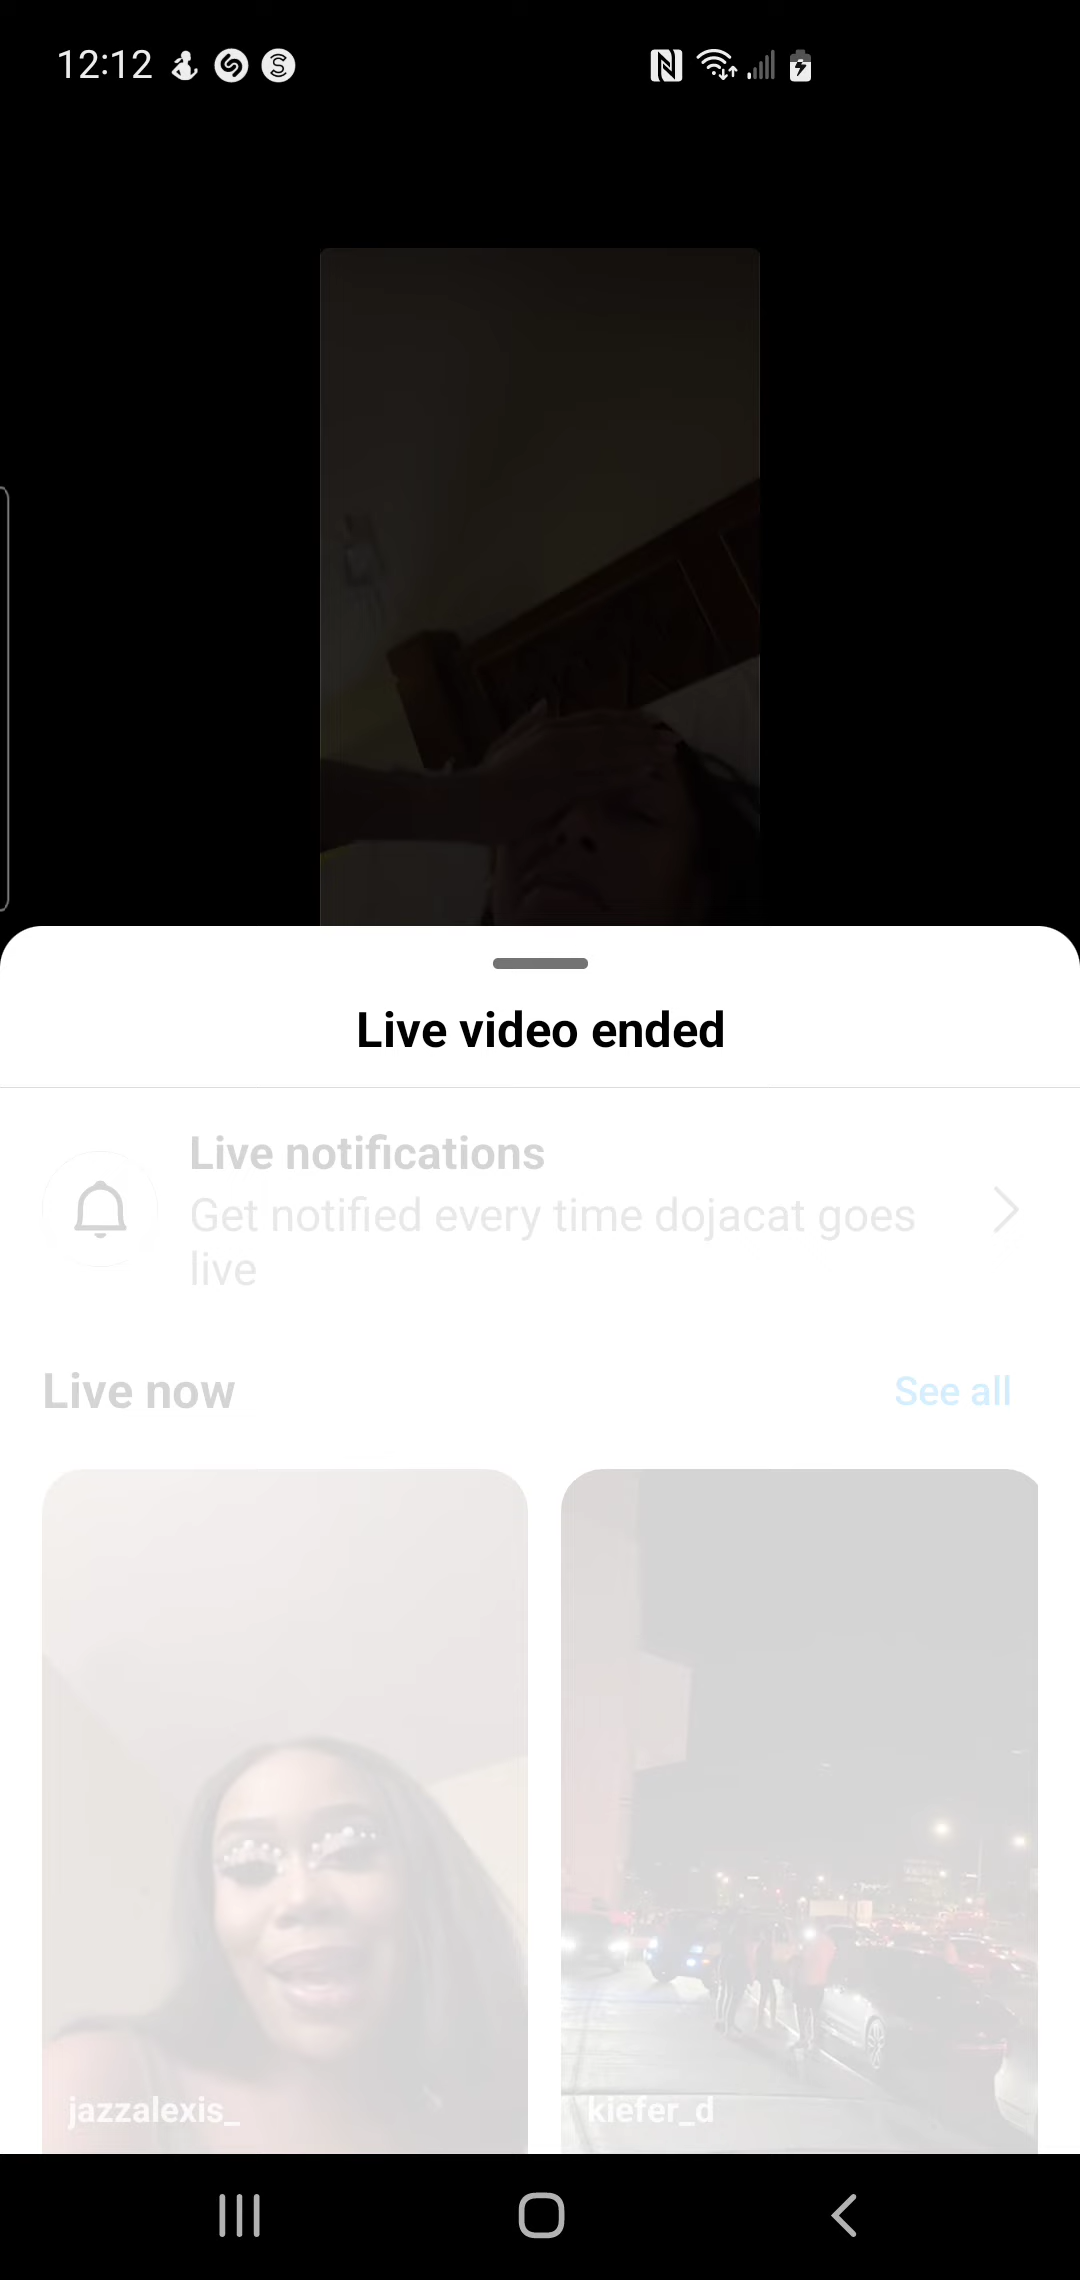 12:12
Live video ended
Live notifications
Get notified every time dojacat goes
live
Live now
See all
jazzalexis_
kiefer_d